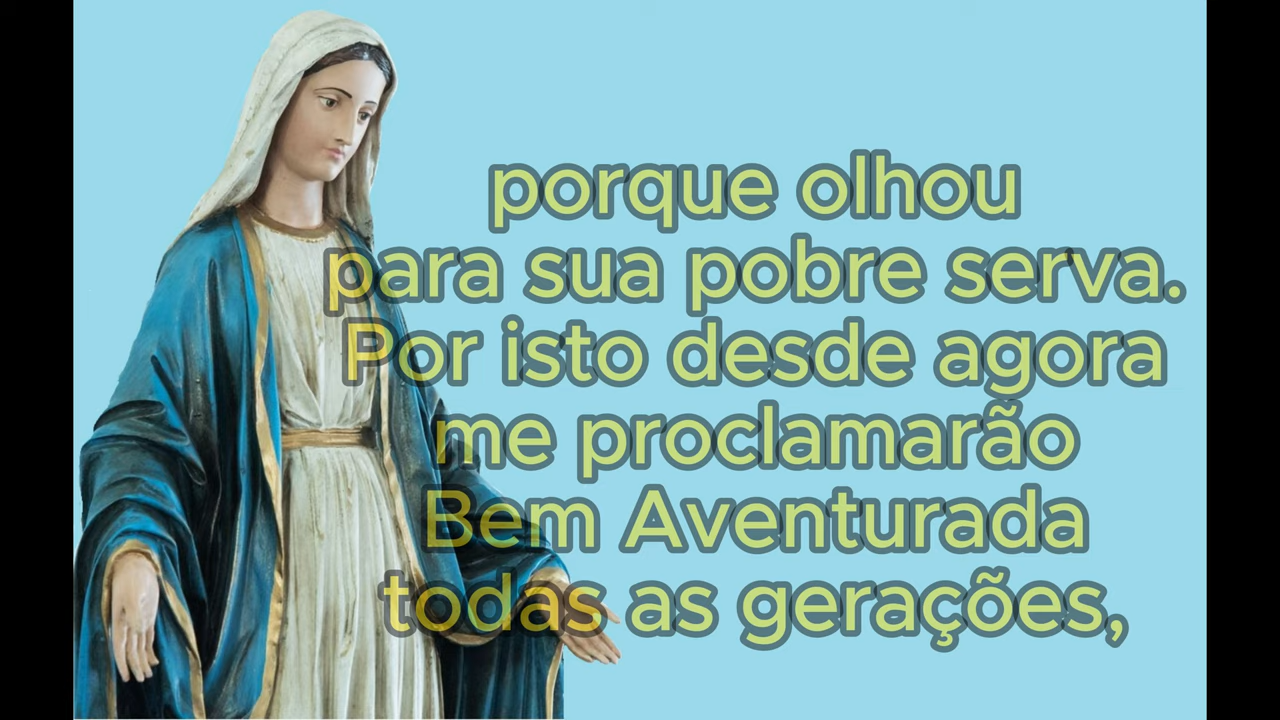 porque olhou
para sua pobre serva.
Por isto desde agora
me proclamarão
Bem Aventurada
todas as gerações,